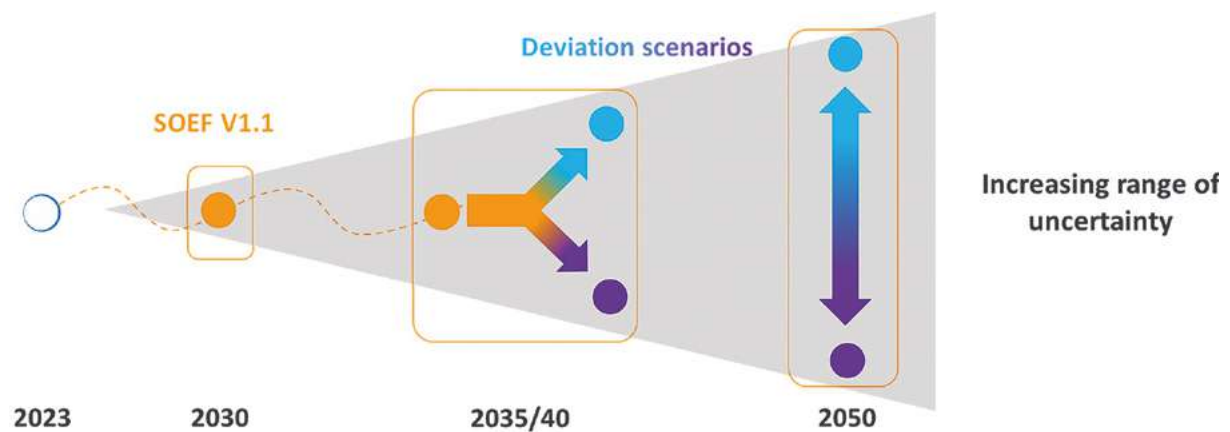 Deviation scenarios
SOEF V1.1
Increasing range of
uncertainty
2023
2030
2035/40
2050